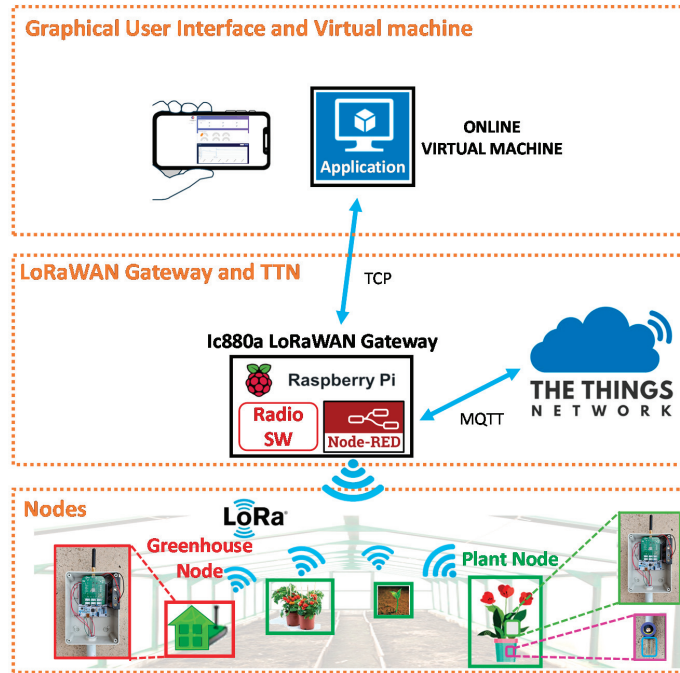 Graphical User Interface and Virtual machine
Application
ONLINE
VIRTUAL MACHINE
LoRaWAN Gateway and TTN
TCP
Ic880a LoRaWAN Gateway
Raspberry Pi
Radio
SW
Node-RED
MQTT
THE THINGS
NETWORK
Nodes
LoRa
Greenhouse
Node
Plant Node